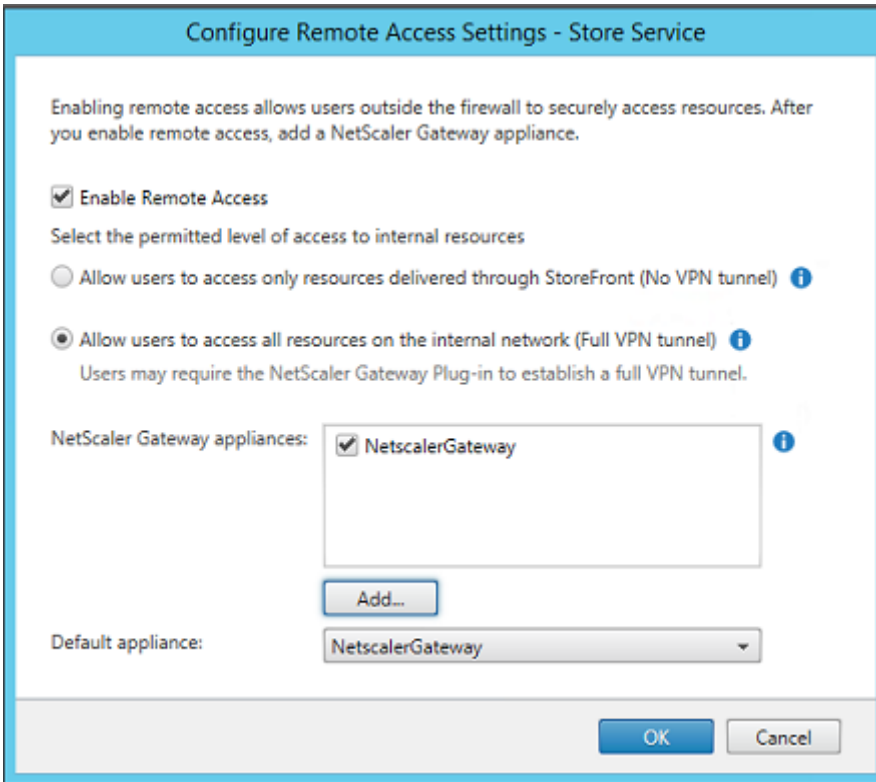 Configure Remote Access Settings - Store Service
Enabling remote access allows users outside the firewall to securely access resources. After
you enable remote access, add a NetScaler Gateway appliance.
Enable Remote Access
Select the permitted level of access to internal resources
Allow users to access only resources delivered through StoreFront (No VPN tunnel)
Allow users to access all resources on the internal network (Full VPN tunnel)
Users may require the NetScaler Gateway Plug-in to establish a full VPN tunnel.
NetScaler Gateway appliances:
NetscalerGateway
Add...
Default appliance:
NetscalerGateway
OK
Cancel